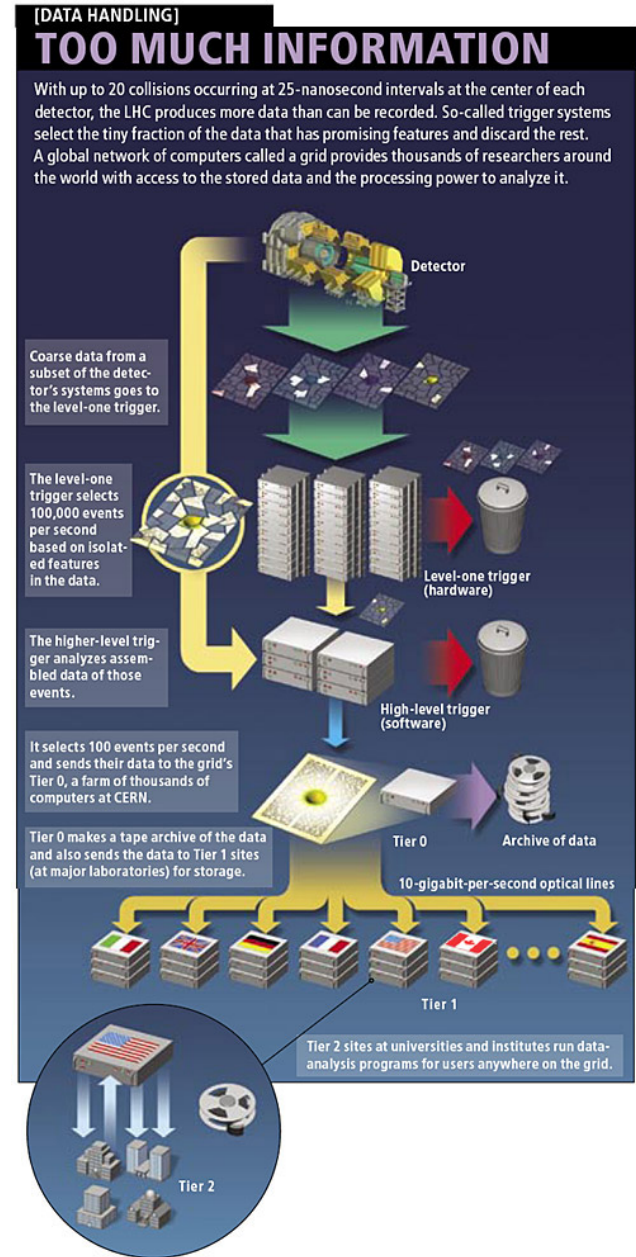 [DATA HANDLING]
TOO MUCH INFORMATION
With up to 20 collisions occurring at 25-nanosecond intervals at the center of each
detector, the LHC produces more data than can be recorded. So-called trigger systems
select the tiny fraction of the data that has promising features and discard the rest.
A global network of computers called a grid provides thousands of researchers around
the world with access to the stored data and the processing power to analyze it.
Detector
Coarse data from a
subset of the detec-
tor's systems goes to
the level-one trigger.
The level-one
trigger selects
100,000 events
per second
based on isolat-
ed features
in the data.
Level-one trigger
(hardware)
The higher-level trig-
ger analyzes assem-
bled data of those
events.
High-level trigger
(software)
It selects 100 events per second
and sends their data to the grid's
Tier 0, a farm of thousands of
computers at CERN.
Tier 0
Archive of data
Tier 0 makes a tape archive of the data
and also sends the data to Tier 1 sites
(at major laboratories) for storage.
10-gigabit-per-second optical lines
Tier 1
Tier 2 sites at universities and institutes run data-
analysis programs for users anywhere on the grid.
Tier 2